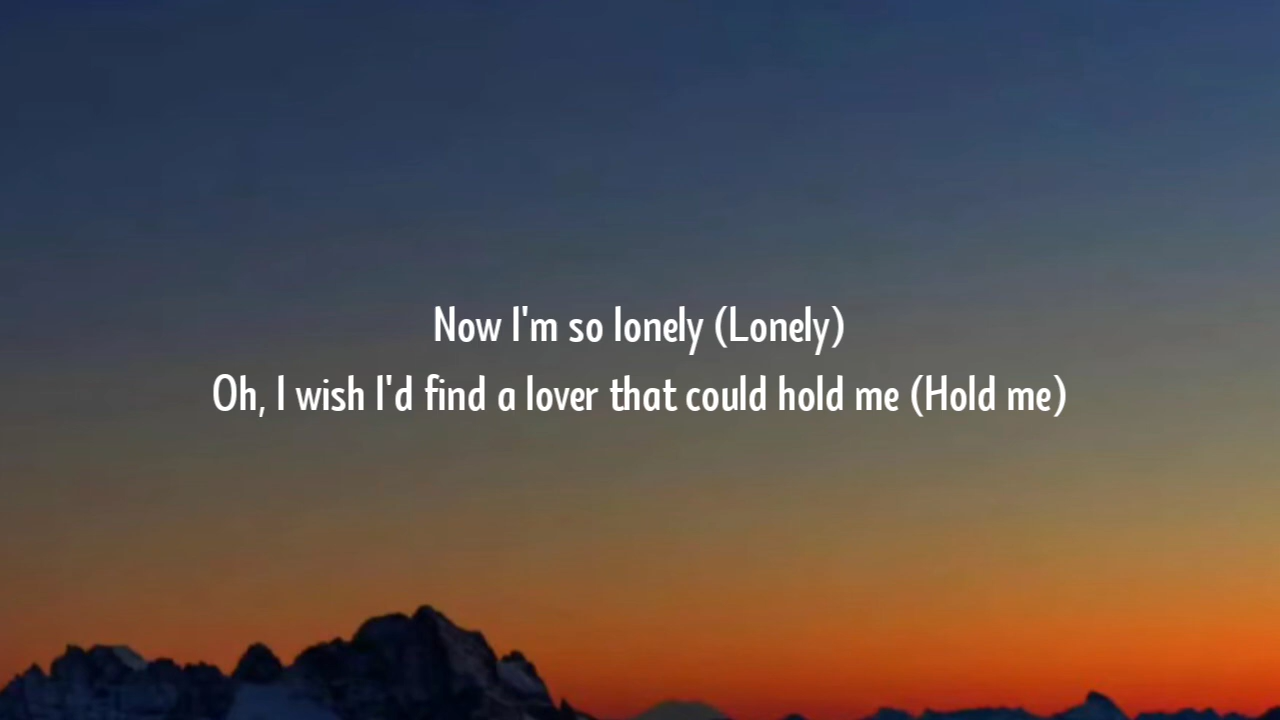 Now I'm so lonely (Lonely)
Oh, I wish I'd find a lover that could hold me (Hold me)